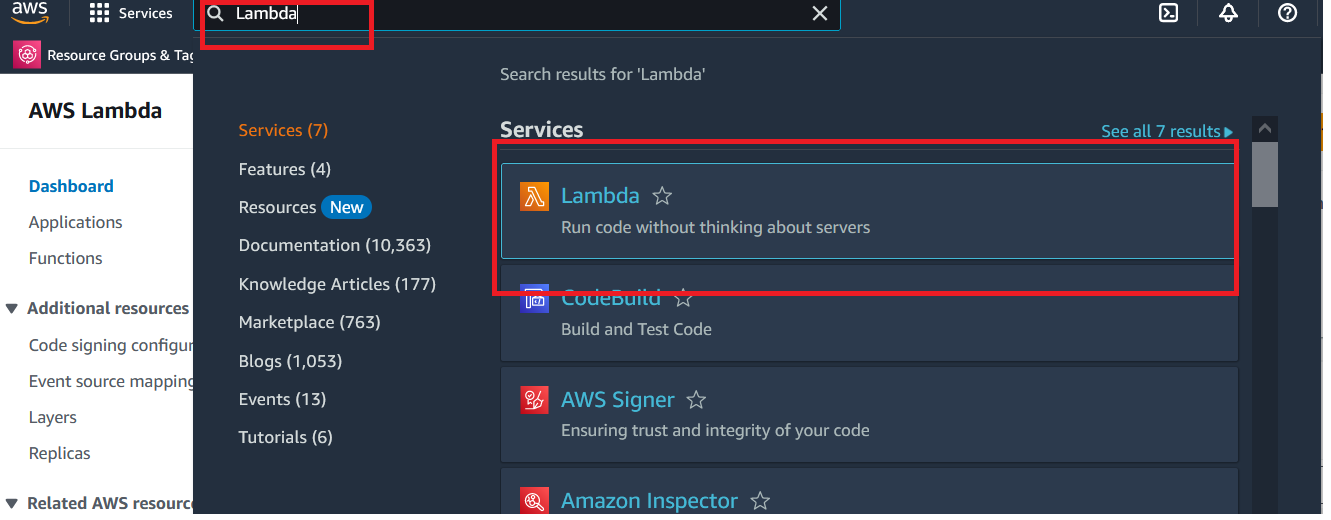 aws
Services
Lambda
Resource Groups & Tag
AWS Lambda
Dashboard
Applications
Functions
Additional resources
Code signing configur
Event source mapping
Layers
Replicas
Related AWS resourc
Services (7)
Features (4)
Resources New
Documentation (10,363)
Knowledge Articles (177)
Marketplace (763)
Blogs (1,053)
Events (13)
Tutorials (6)
Search results for 'Lambda'
Services
See all 7 results
Lambda
Run code without thinking about servers
CodeBuild
Build and Test Code
AWS Signer
Ensuring trust and integrity of your code
Amazon Inspector